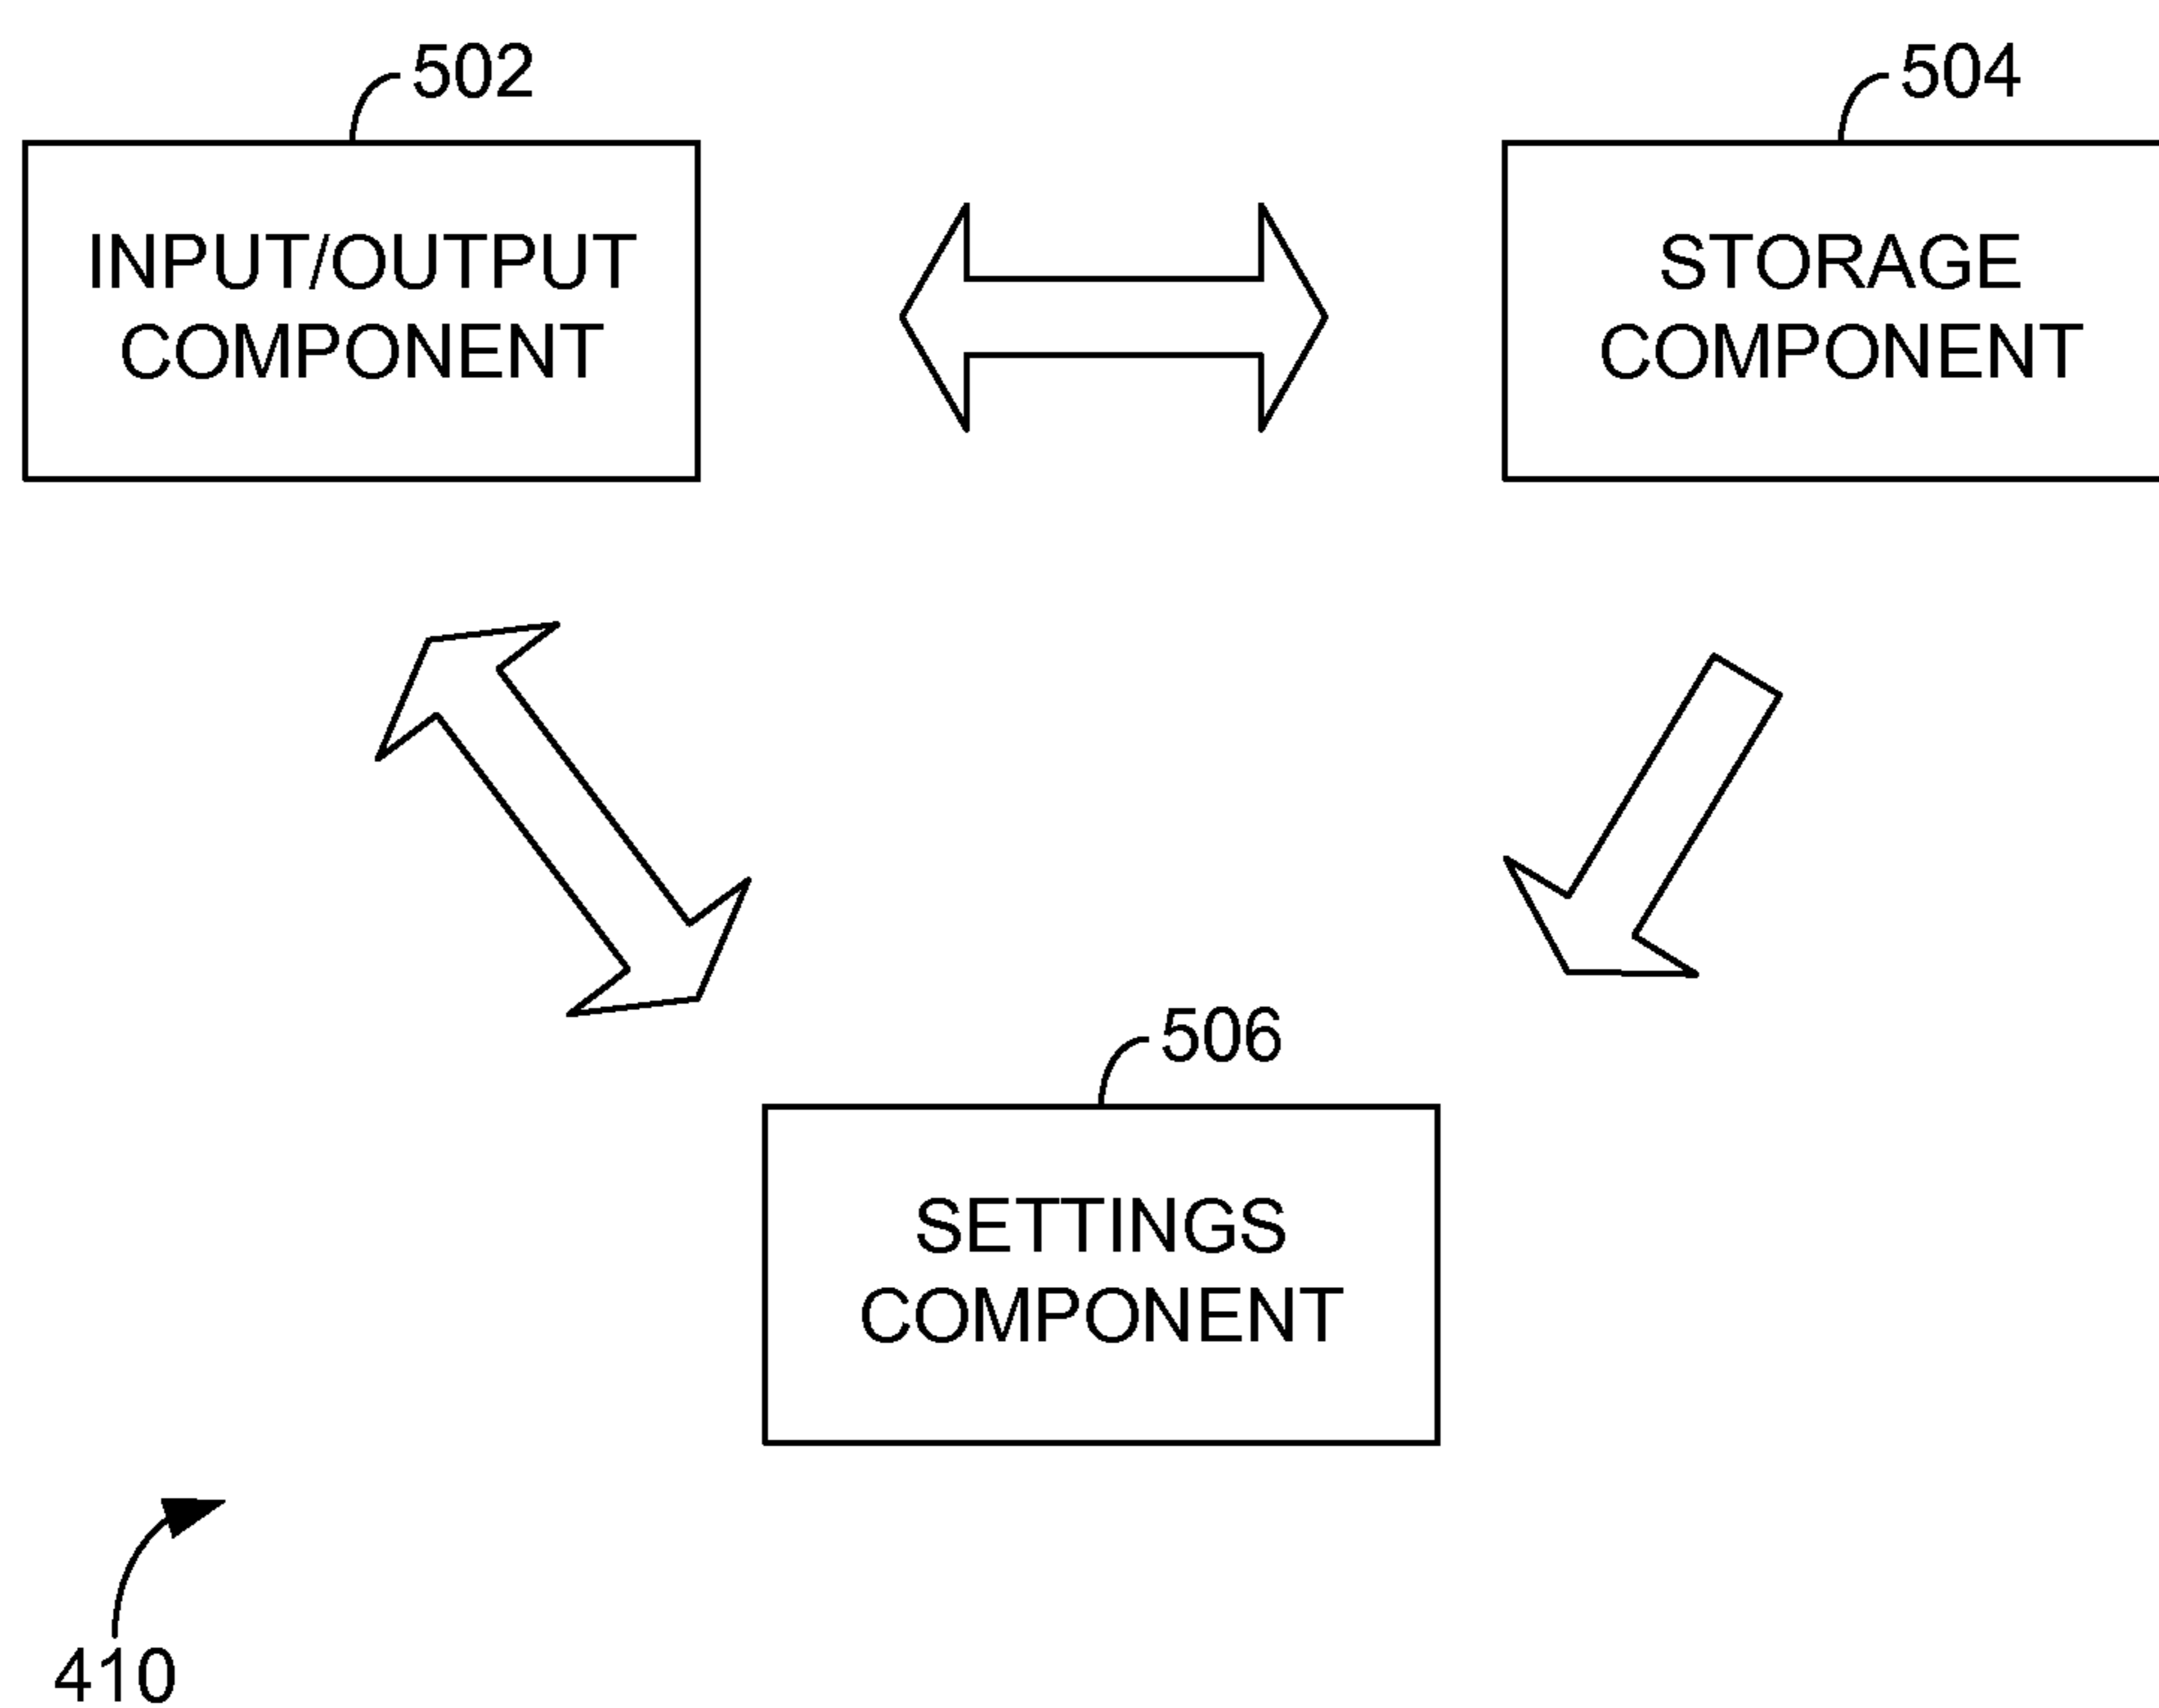 502
504
INPUT/OUTPUT
COMPONENT
STORAGE
COMPONENT
506
SETTINGS
COMPONENT
410